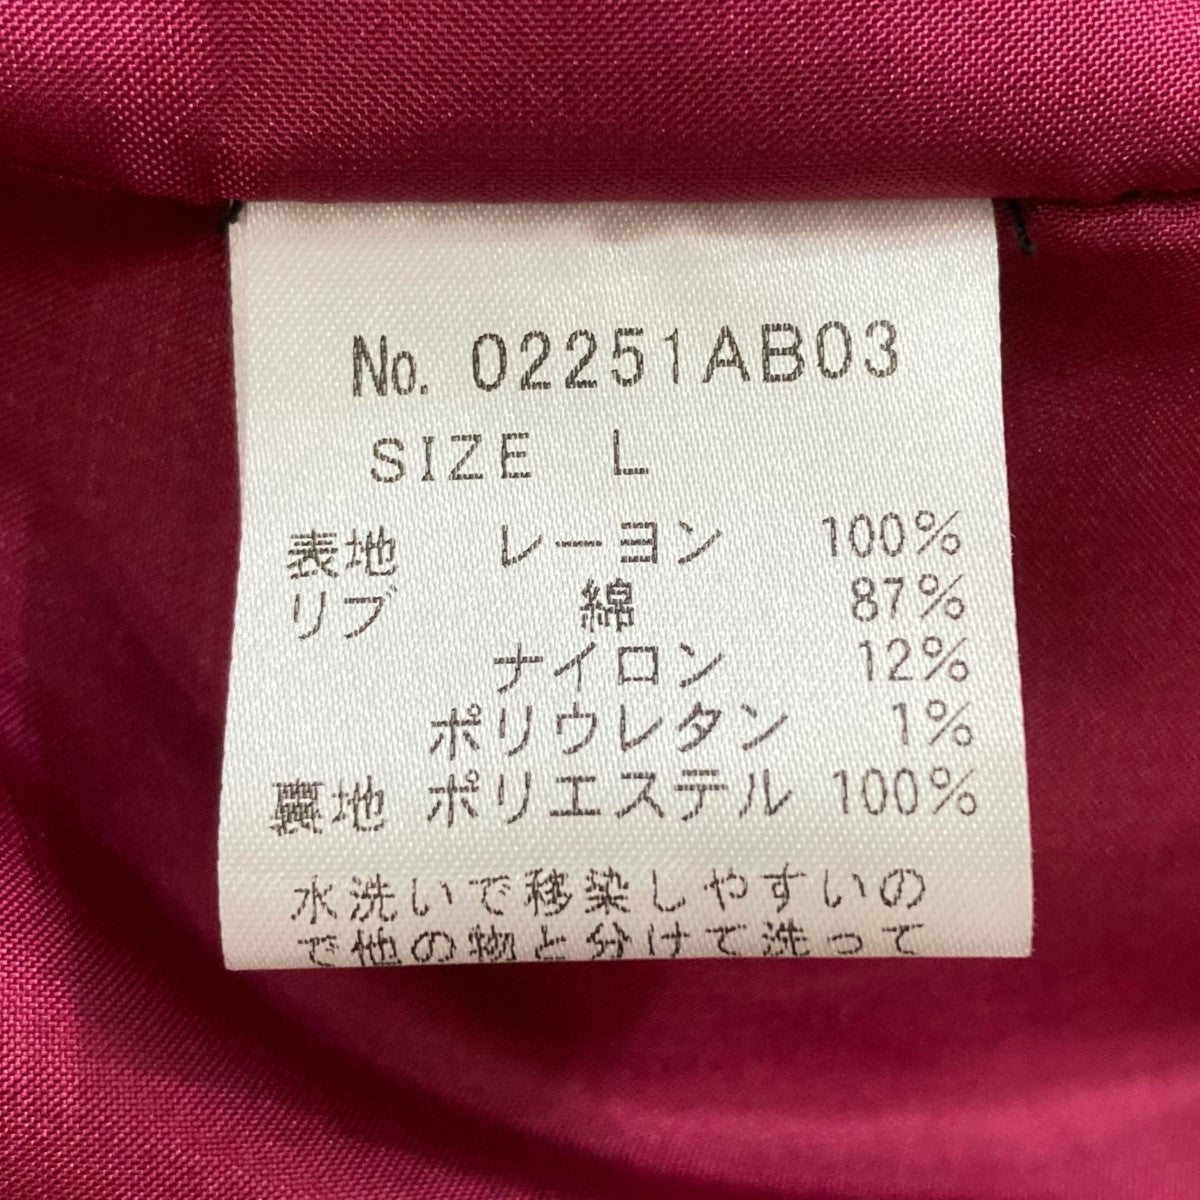 No. 02251AB03
SIZE L
表地 レーヨン 100%
リブ 綿 87%
ナイロン 12%
ポリウレタン 1%
裏地 ポリエステル 100%
水洗いで移染しやすいの
で他の物と分けて洗って